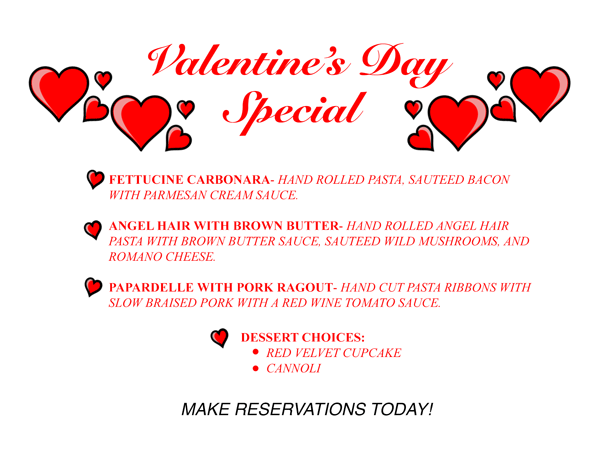 Valentine's Day
Special
FETTUCINE CARBONARA- HAND ROLLED PASTA, SAUTEED BACON
WITH PARMESAN CREAM SAUCE.
ANGEL HAIR WITH BROWN BUTTER- HAND ROLLED ANGEL HAIR
PASTA WITH BROWN BUTTER SAUCE, SAUTEED WILD MUSHROOMS, AND
ROMANO CHEESE.
PAPARDELLE WITH PORK RAGOUT- HAND CUT PASTA RIBBONS WITH
SLOW BRAISED PORK WITH A RED WINE TOMATO SAUCE.
DESSERT CHOICES:
• RED VELVET CUPCAKE
• CANNOLI
MAKE RESERVATIONS TODAY!